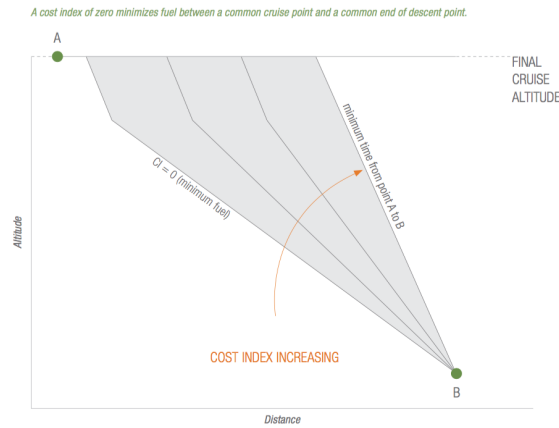 A cost index of zero minimizes fuel between a common cruise point and a common end of descent point.
A
FINAL
CRUISE
ALTITUDE
minimum time from point A to B
CI = 0 (minimum fuel)
Altitude
COST INDEX INCREASING
B
Distance